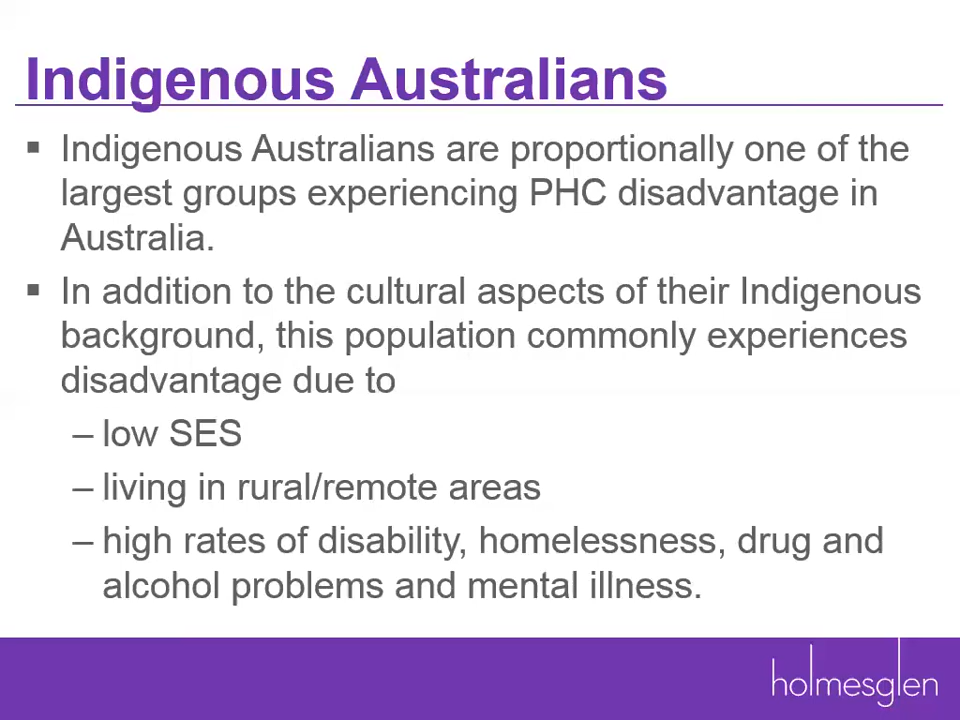 Indigenous Australians
▪ Indigenous Australians are proportionally one of the
largest groups experiencing PHC disadvantage in
Australia.
▪ In addition to the cultural aspects of their Indigenous
background, this population commonly experiences
disadvantage due to
– low SES
– living in rural/remote areas
– high rates of disability, homelessness, drug and
alcohol problems and mental illness.
holmesglen